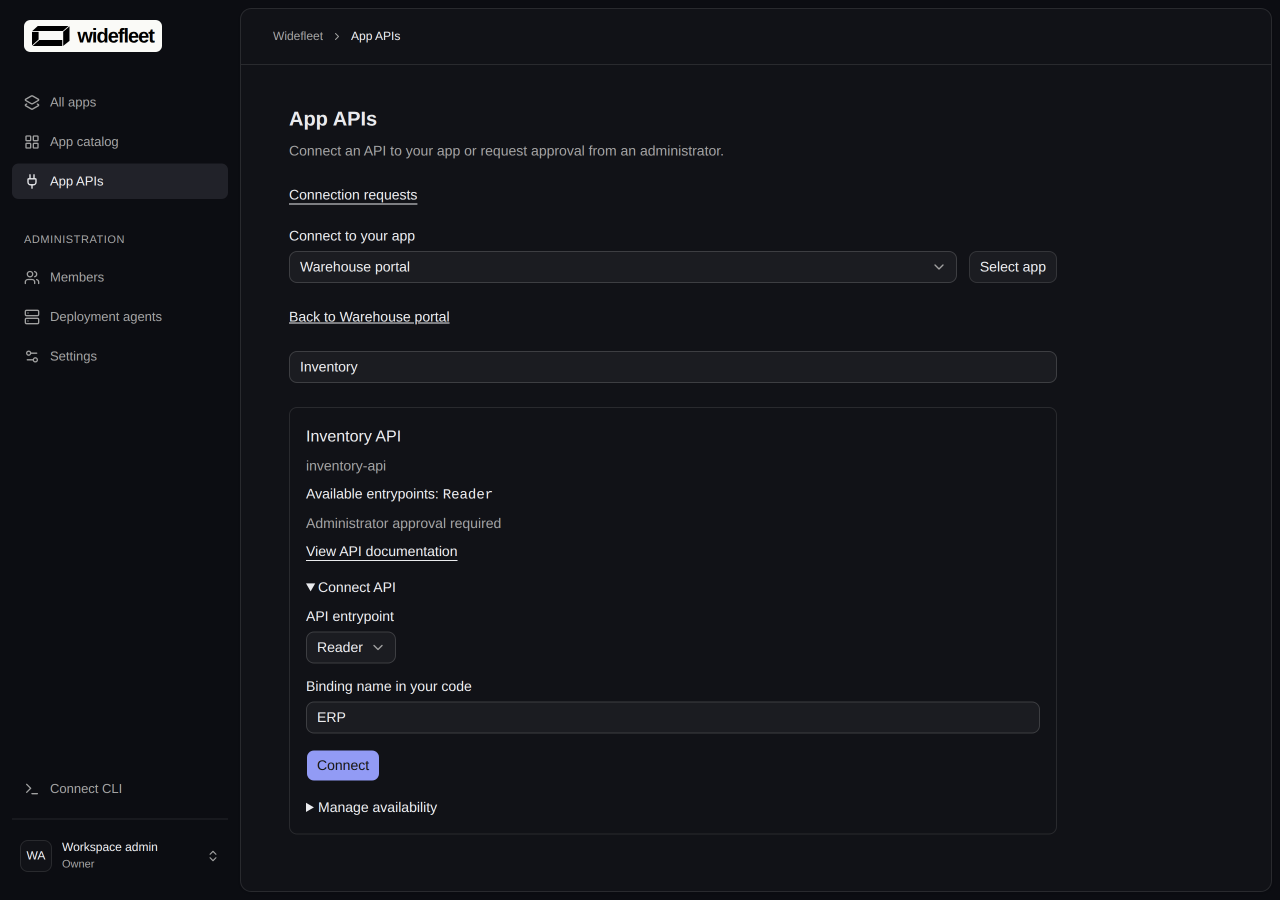 widefleet
All apps
App catalog
App APIs
ADMINISTRATION
Members
Deployment agents
Settings
Connect CLI
WA
Workspace admin
Owner
Widefleet > App APIs
App APIs
Connect an API to your app or request approval from an administrator.
Connection requests
Connect to your app
Warehouse portal
Select app
Back to Warehouse portal
Inventory
Inventory API
inventory-api
Available entrypoints: Reader
Administrator approval required
View API documentation
Connect API
API entrypoint
Reader
Binding name in your code
ERP
Connect
Manage availability